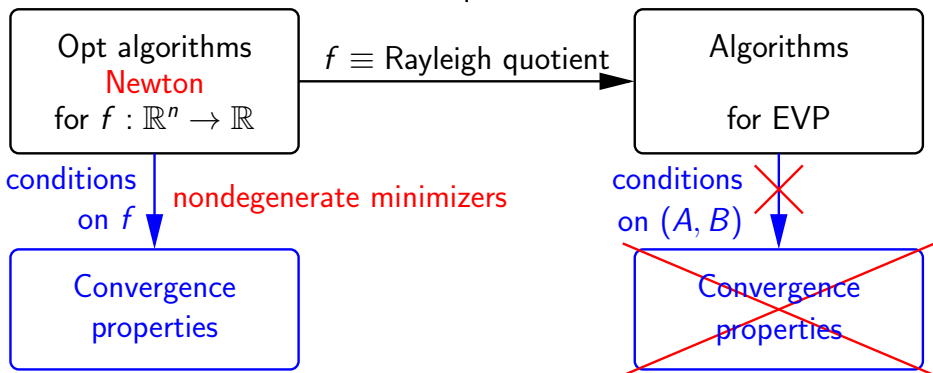 Opt algorithms
Newton
for f : ℝⁿ → ℝ
f ≡ Rayleigh quotient
Algorithms
for EVP
conditions
on f
nondegenerate minimizers
conditions
on (A, B)
Convergence
properties
Convergence
properties